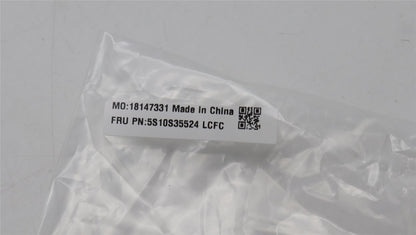 MO:18147331 Made in China
FRU PN:5S10S35524 LCFC